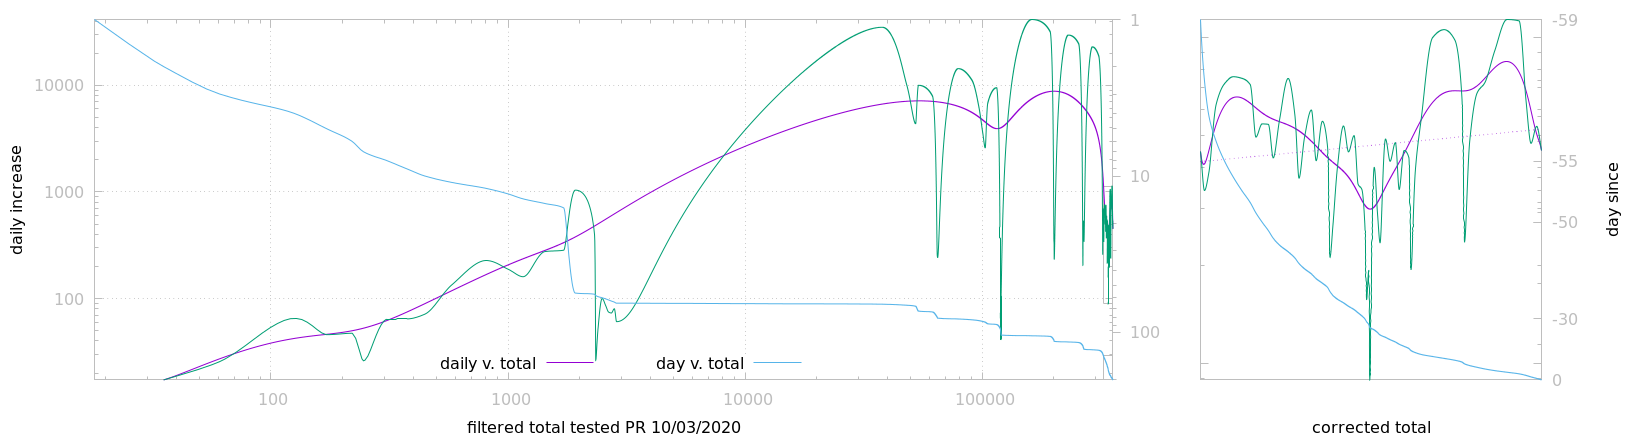 1
-59
10000
daily increase
1000
10
-55
-50
day since
100
-30
100
daily v. total
day v. total
0
100
1000
10000
100000
filtered total tested PR 10/03/2020
corrected total